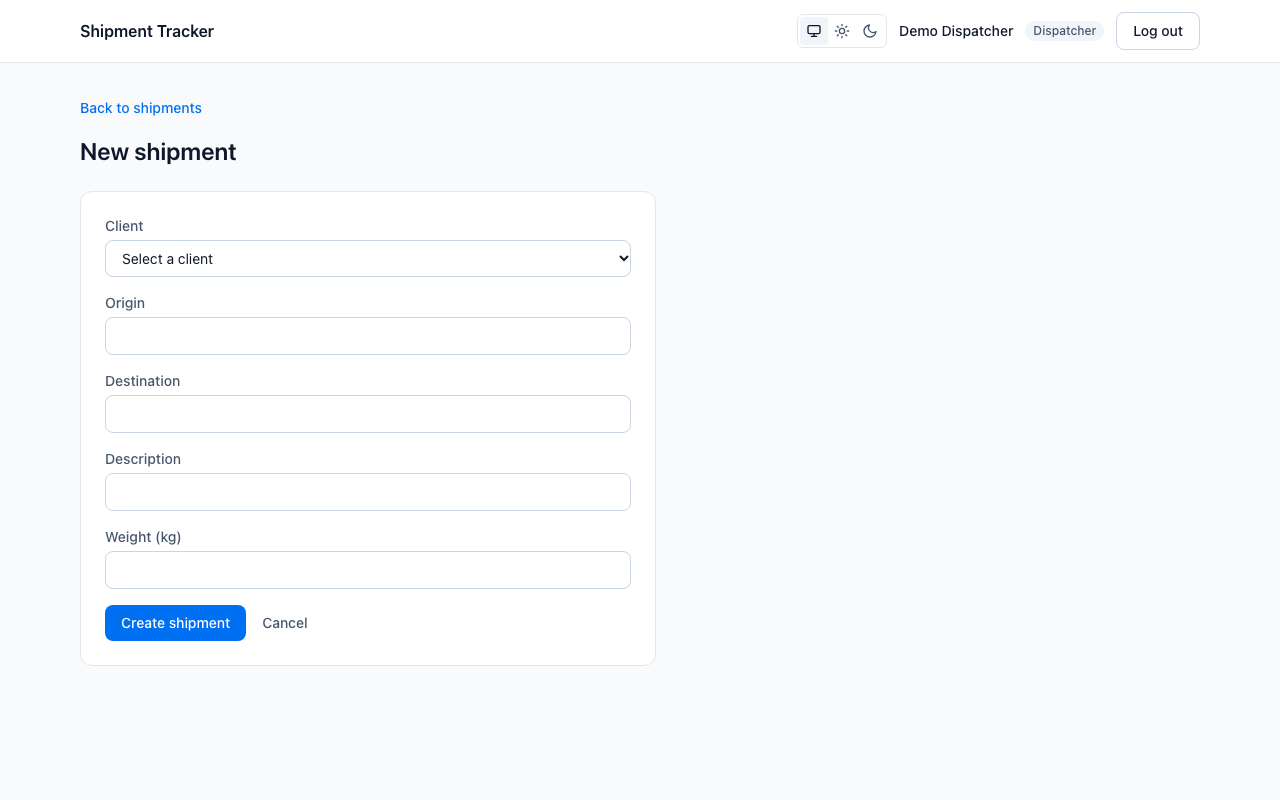 Shipment Tracker
Demo Dispatcher
Dispatcher
Log out
Back to shipments
New shipment
Client
Select a client
Origin
Destination
Description
Weight (kg)
Create shipment
Cancel